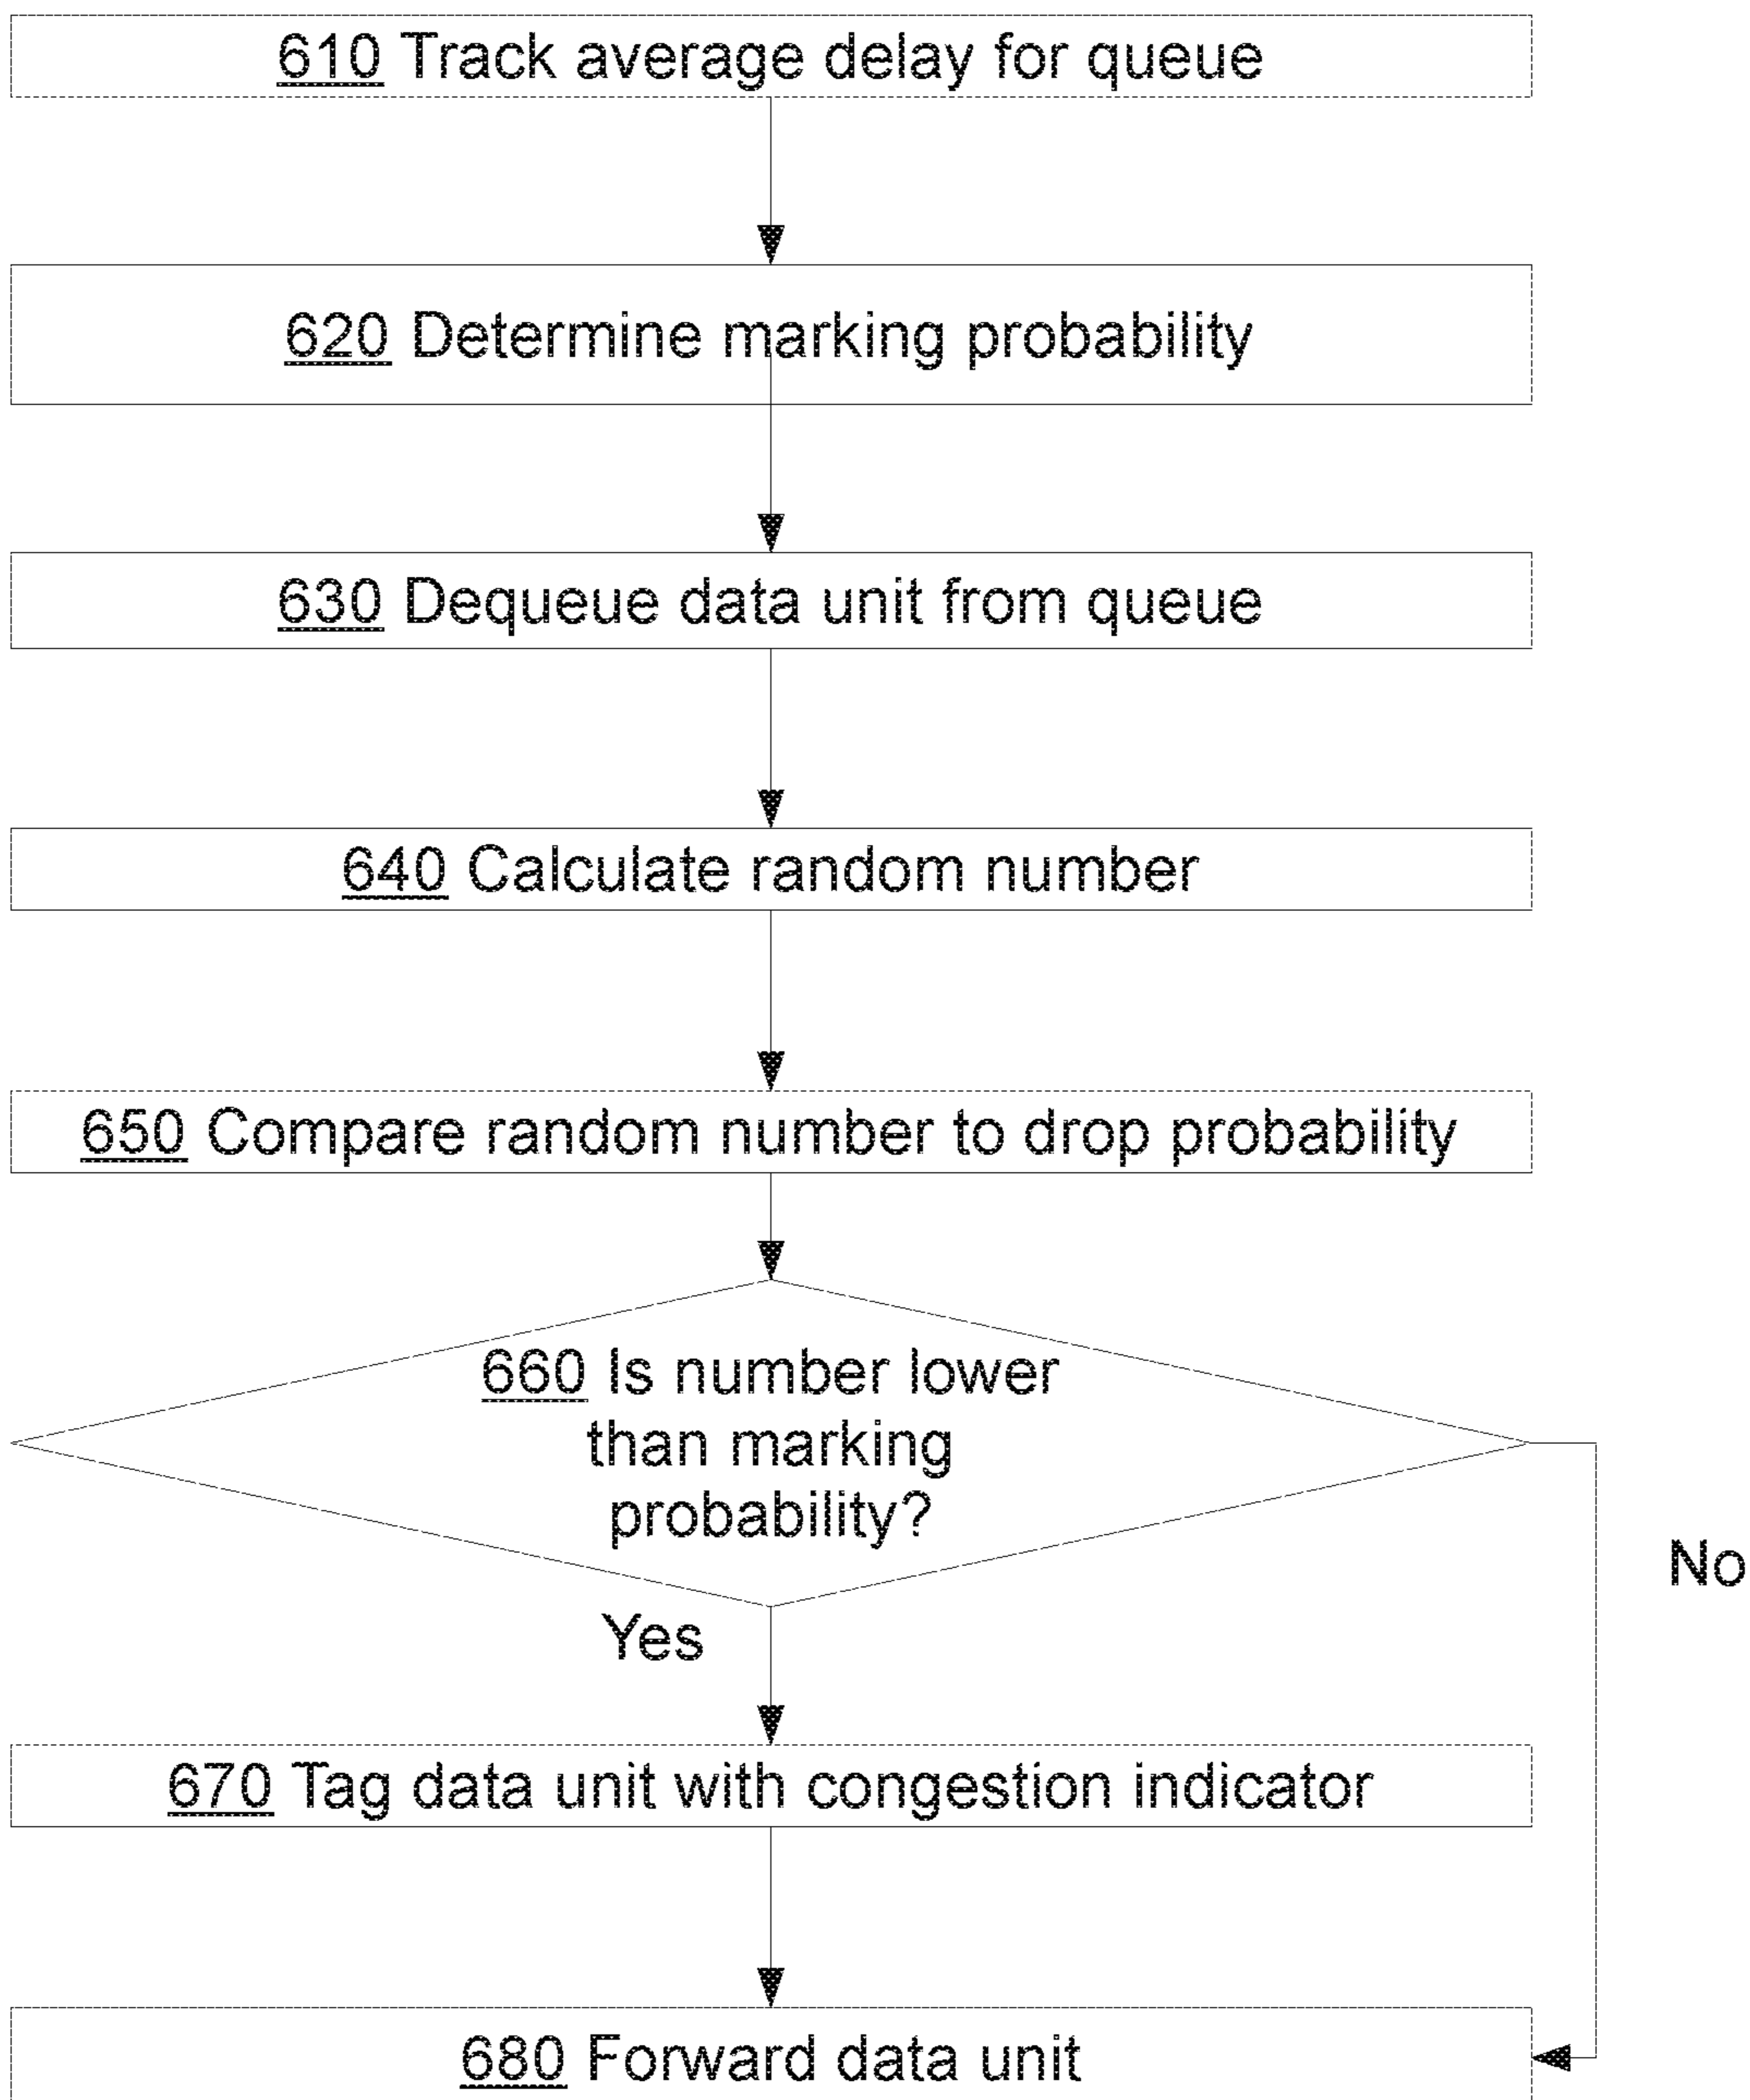 610 Track average delay for queue
620 Determine marking probability
630 Dequeue data unit from queue
640 Calculate random number
650 Compare random number to drop probability
660 Is number lower
than marking
probability?
No
Yes
670 Tag data unit with congestion indicator
680 Forward data unit